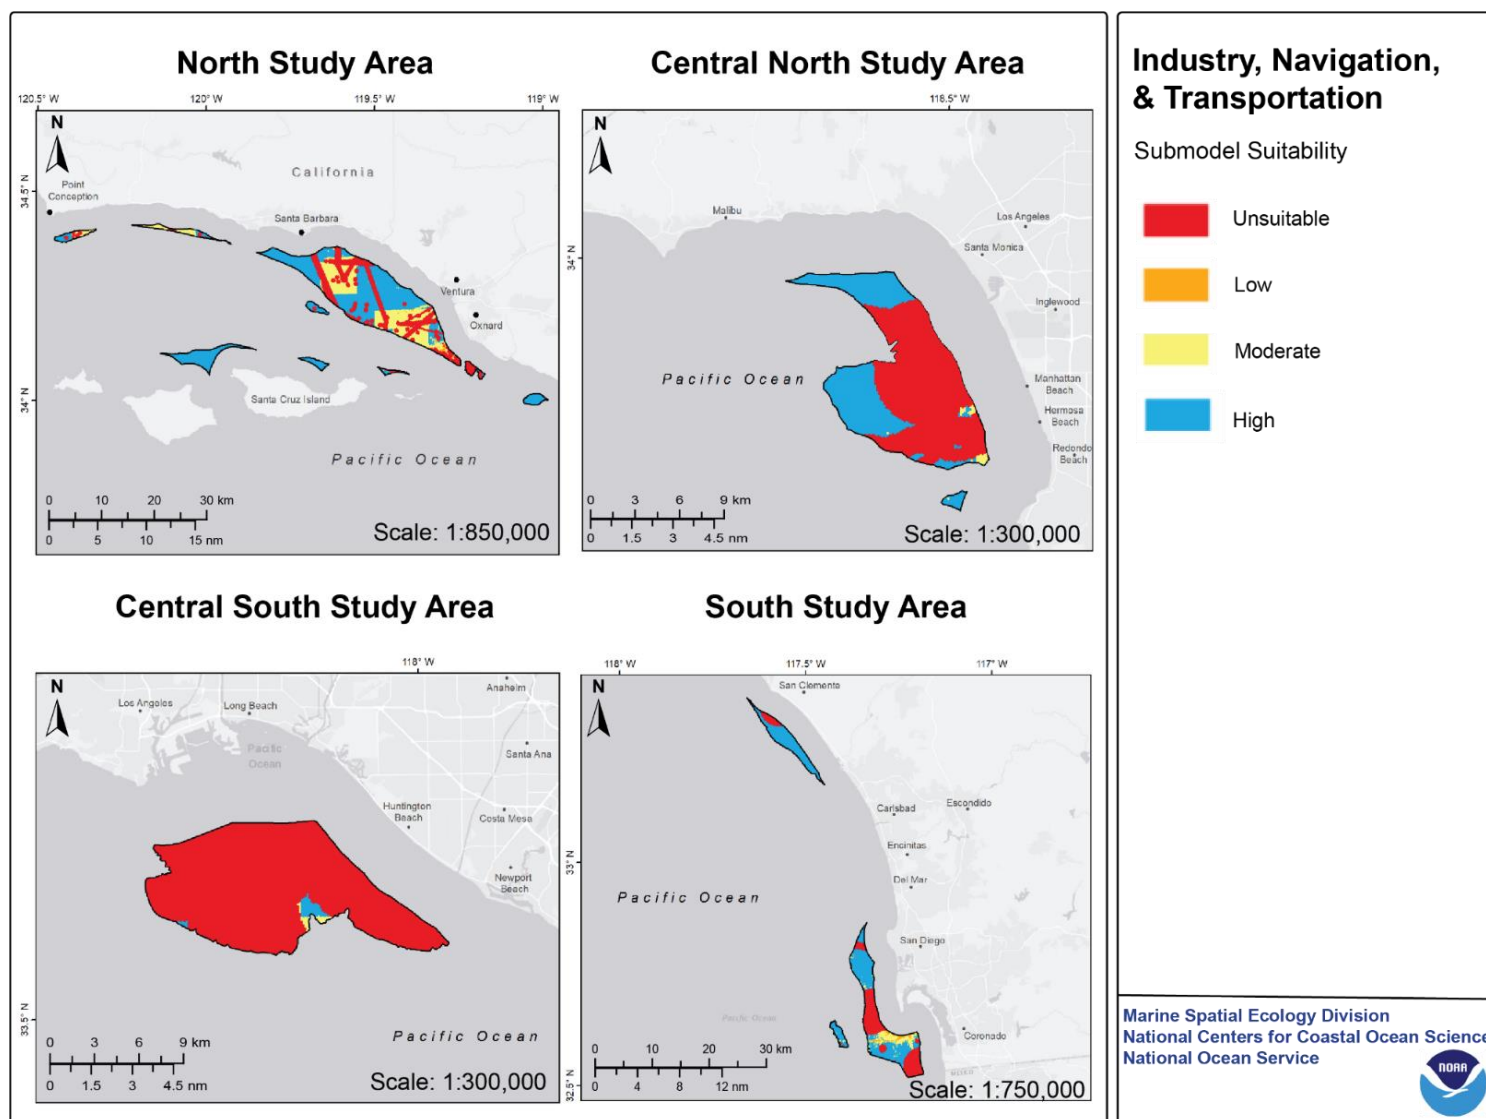 North Study Area
120.5° W
120° W
119.5° W
119° W
N
34.5° N
34° N
Point
Conception
California
Santa Barbara
Ventura
Oxnard
Santa Cruz Island
Pacific Ocean
0 10 20 30 km
0 5 10 15 nm
Scale: 1:850,000
Central North Study Area
118.5° W
N
34° N
Malibu
Los Angeles
Santa Monica
Inglewood
Manhattan
Beach
Hermosa
Beach
Redondo
Beach
Pacific Ocean
0 3 6 9 km
0 1.5 3 4.5 nm
Scale: 1:300,000
Central South Study Area
118° W
N
33.5° N
Los Angeles
Long Beach
Anaheim
Pacific
Ocean
Santa Ana
Huntington
Beach
Costa Mesa
Newport
Beach
Pacific Ocean
0 3 6 9 km
0 1.5 3 4.5 nm
Scale: 1:300,000
South Study Area
118° W
117.5° W
117° W
N
33° N
32.5° N
San Clemente
Carlsbad
Escondido
Encinitas
Del Mar
Pacific Ocean
San Diego
Pacific Ocean
Coronado
0 10 20 30 km
0 4 8 12 nm
Scale: 1:750,000
Industry, Navigation,
& Transportation
Submodel Suitability
Unsuitable
Low
Moderate
High
Marine Spatial Ecology Division
National Centers for Coastal Ocean Science
National Ocean Service
NOAA